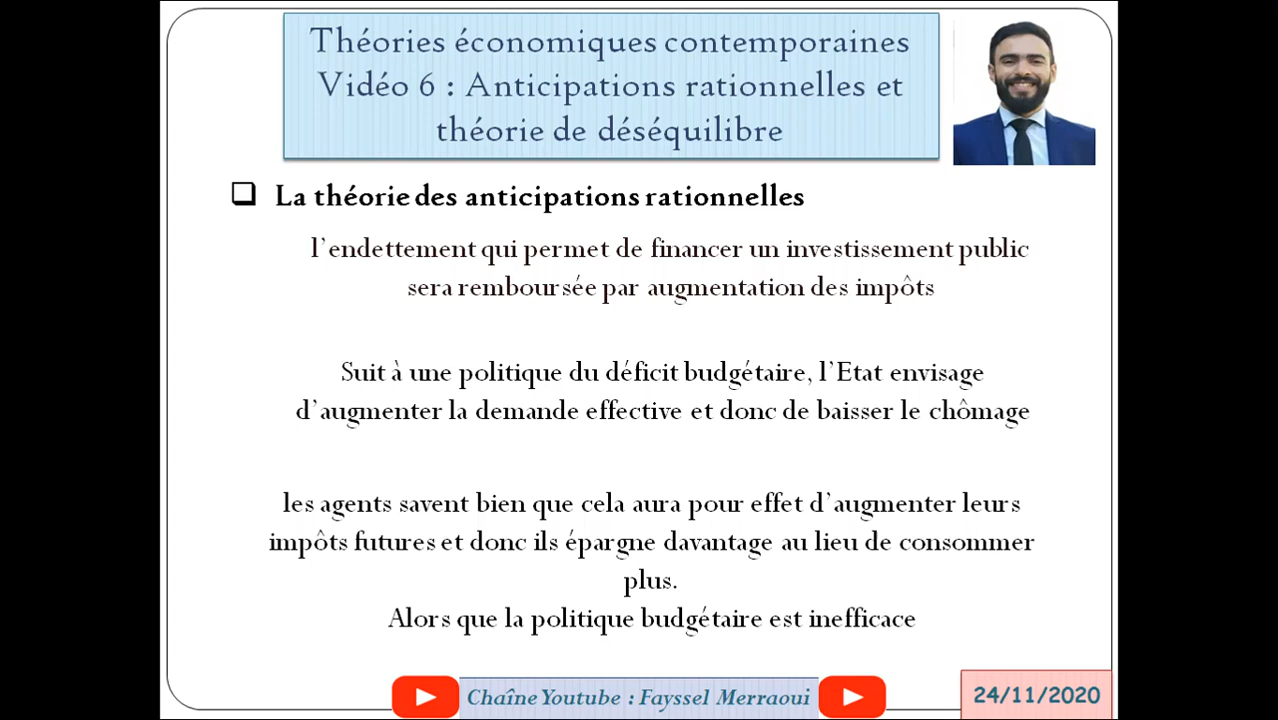 Théories économiques contemporaines
Vidéo 6 : Anticipations rationnelles et
théorie de déséquilibre
La théorie des anticipations rationnelles
l’endettement qui permet de financer un investissement public
sera remboursée par augmentation des impôts
Suit à une politique du déficit budgétaire, l’Etat envisage
d’augmenter la demande effective et donc de baisser le chômage
les agents savent bien que cela aura pour effet d’augmenter leurs
impôts futures et donc ils épargne davantage au lieu de consommer
plus.
Alors que la politique budgétaire est inefficace
Chaîne Youtube : Fayssel Merraoui
24/11/2020